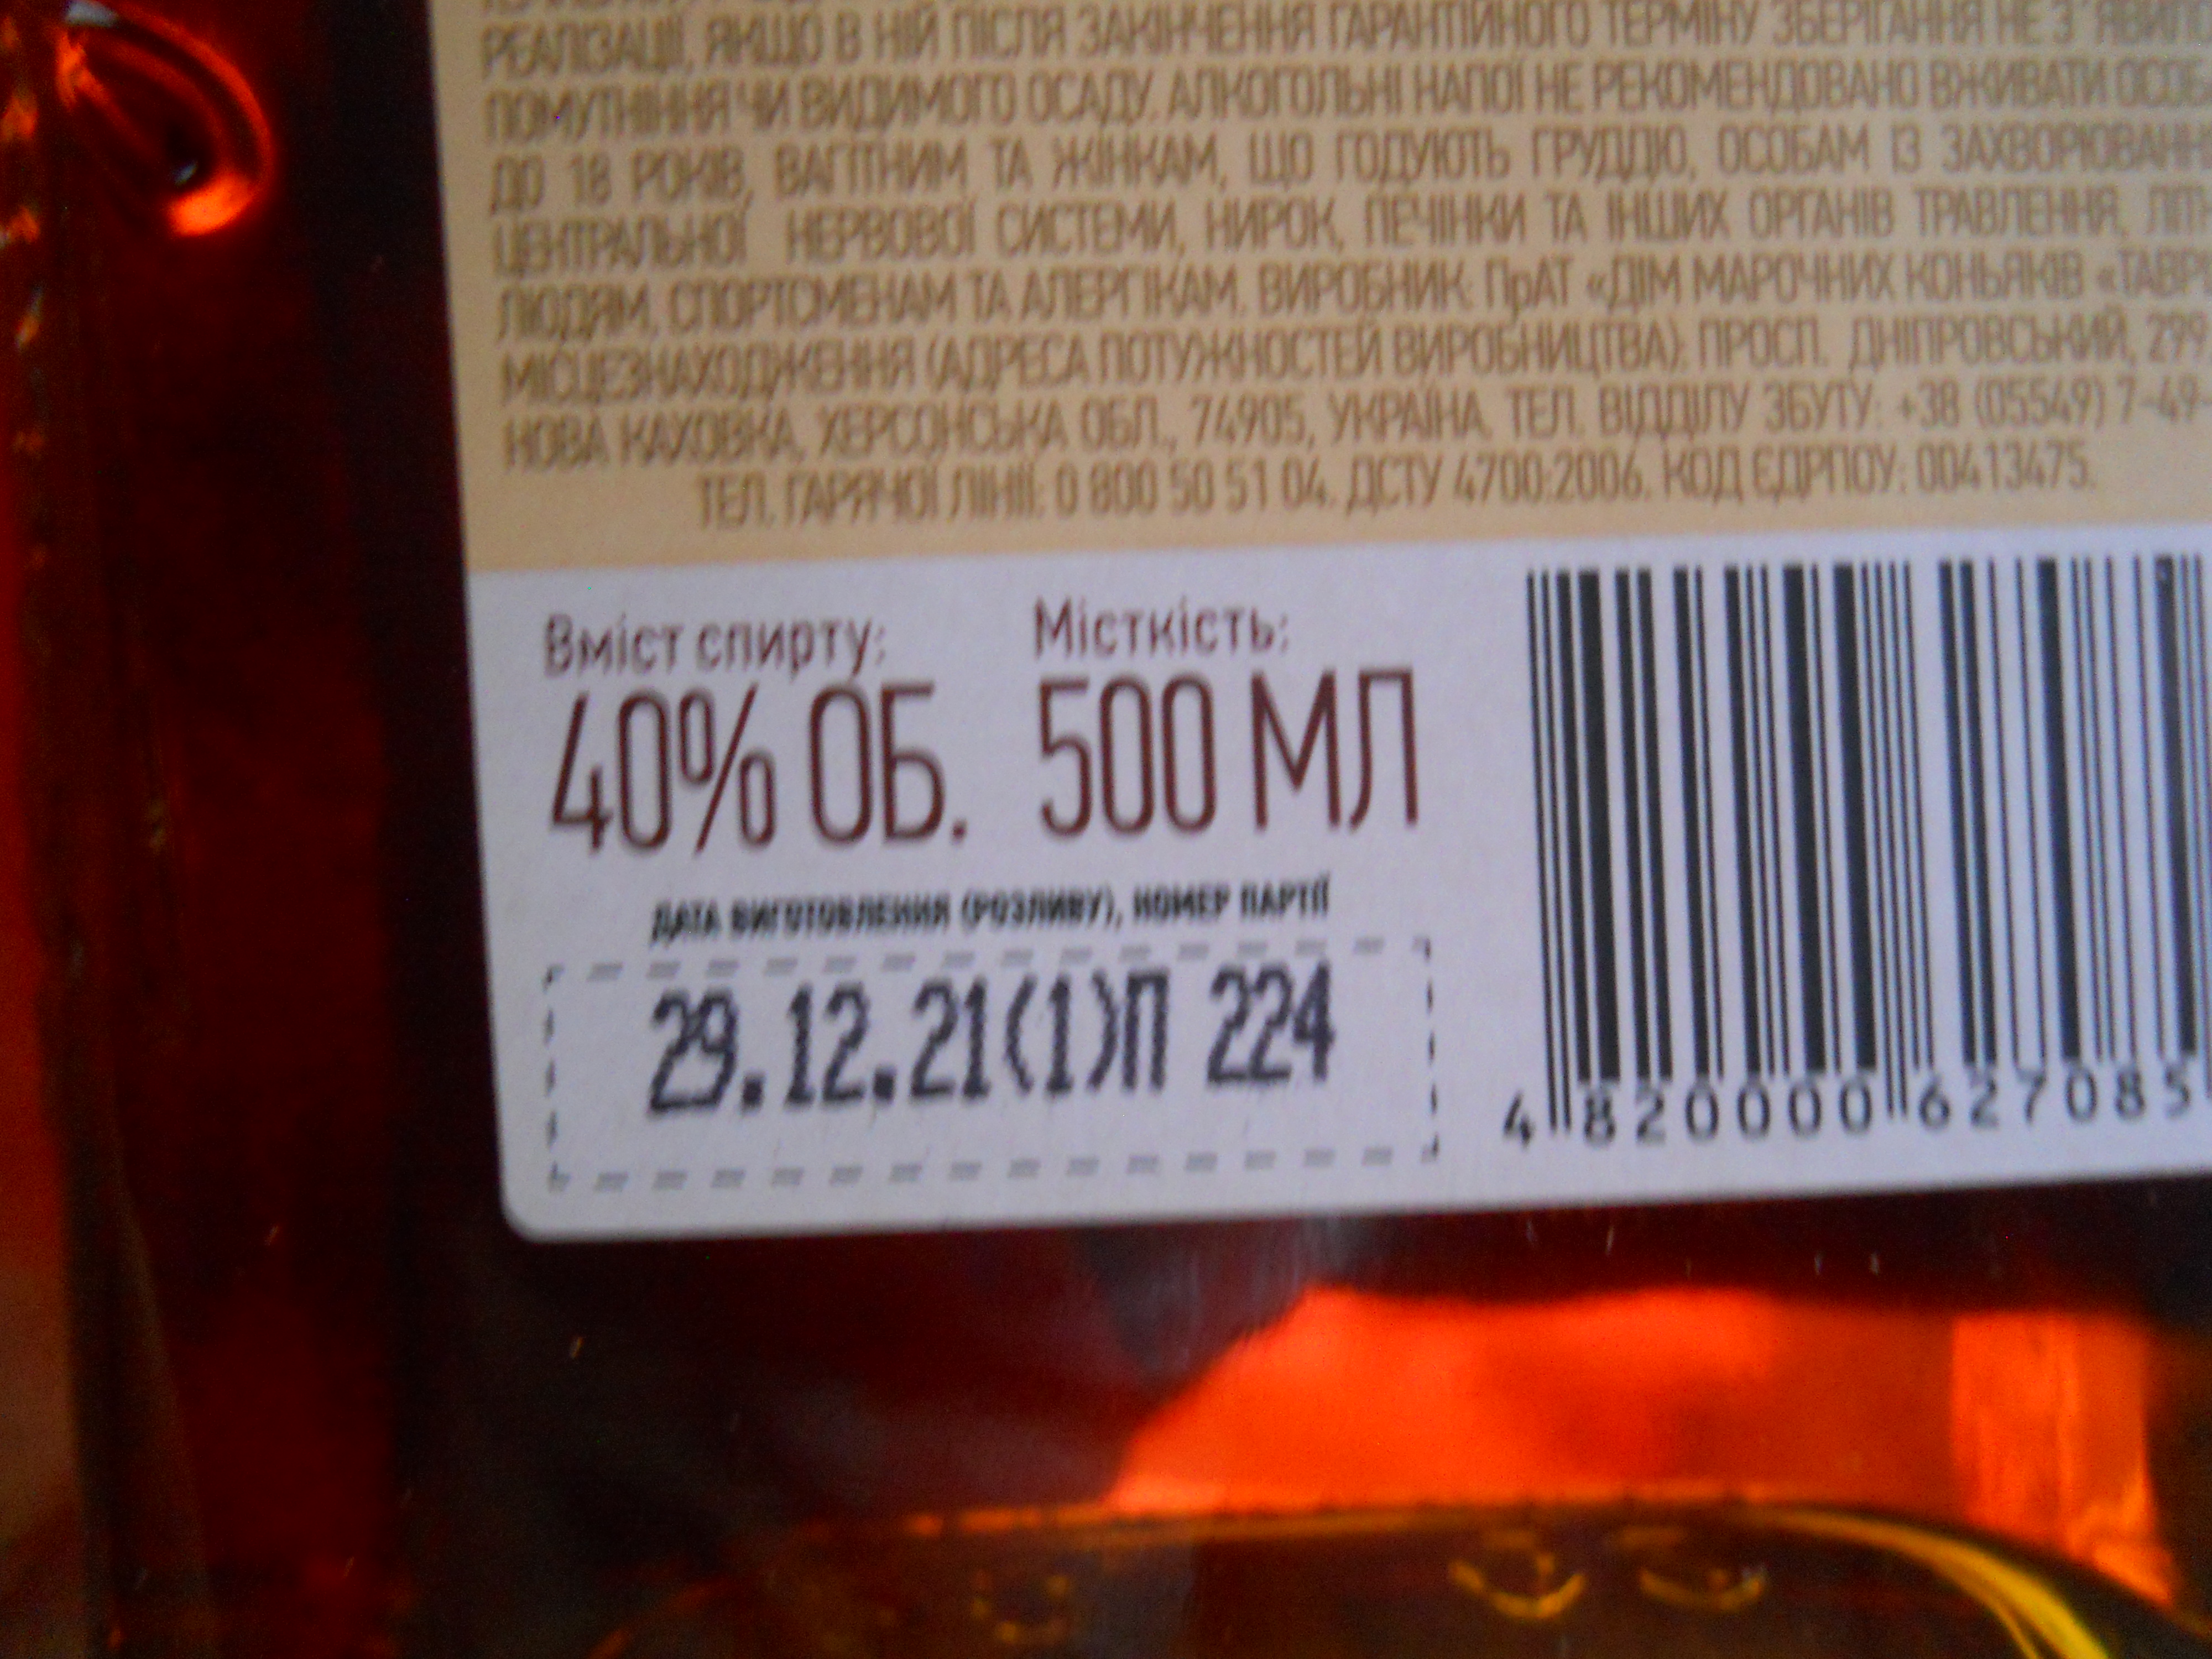 РЕАЛІЗАЦІЇ, ЯКЩО В НІЙ ПІСЛЯ ЗАКІНЧЕННЯ ГАРАНТІЙНОГО ТЕРМІНУ ЗБЕРІГАННЯ НЕ З'ЯВИЛО
ПОМУТНІННЯ ЧИ ВИДИМОГО ОСАДУ. АЛКОГОЛЬНІ НАПОЇ НЕ РЕКОМЕНДОВАНО ВЖИВАТИ ОСОБ
ДО 18 РОКІВ, ВАГІТНИМ ТА ЖІНКАМ, ЩО ГОДУЮТЬ ГРУДДЮ, ОСОБАМ ІЗ ЗАХВОРЮВАНН
ЦЕНТРАЛЬНОЇ НЕРВОВОЇ СИСТЕМИ, НИРОК, ПЕЧІНКИ ТА ІНШИХ ОРГАНІВ ТРАВЛЕННЯ, ЛІТ
ЛЮДЯМ, СПОРТСМЕНАМ ТА АЛЕРГІКАМ. ВИРОБНИК: ПрАТ «ДІМ МАРОЧНИХ КОНЬЯКІВ «ТАВР
МІСЦЕЗНАХОДЖЕННЯ (АДРЕСА ПОТУЖНОСТЕЙ ВИРОБНИЦТВА): ПРОСП. ДНІПРОВСЬКИЙ, 299
НОВА КАХОВКА, ХЕРСОНСЬКА ОБЛ., 74905, УКРАЇНА. ТЕЛ. ВІДДІЛУ ЗБУТУ: +38 (05549) 7-49-
ТЕЛ. ГАРЯЧОЇ ЛІНІЇ: 0 800 50 51 04. ДСТУ 4700:2006. КОД ЄДРПОУ: 00413475.
Вміст спирту: Місткість:
40% ОБ. 500 МЛ
ДАТА ВИГОТОВЛЕННЯ (РОЗЛИВУ), НОМЕР ПАРТІЇ
29.12.21(1)П 224
4 820000 627085